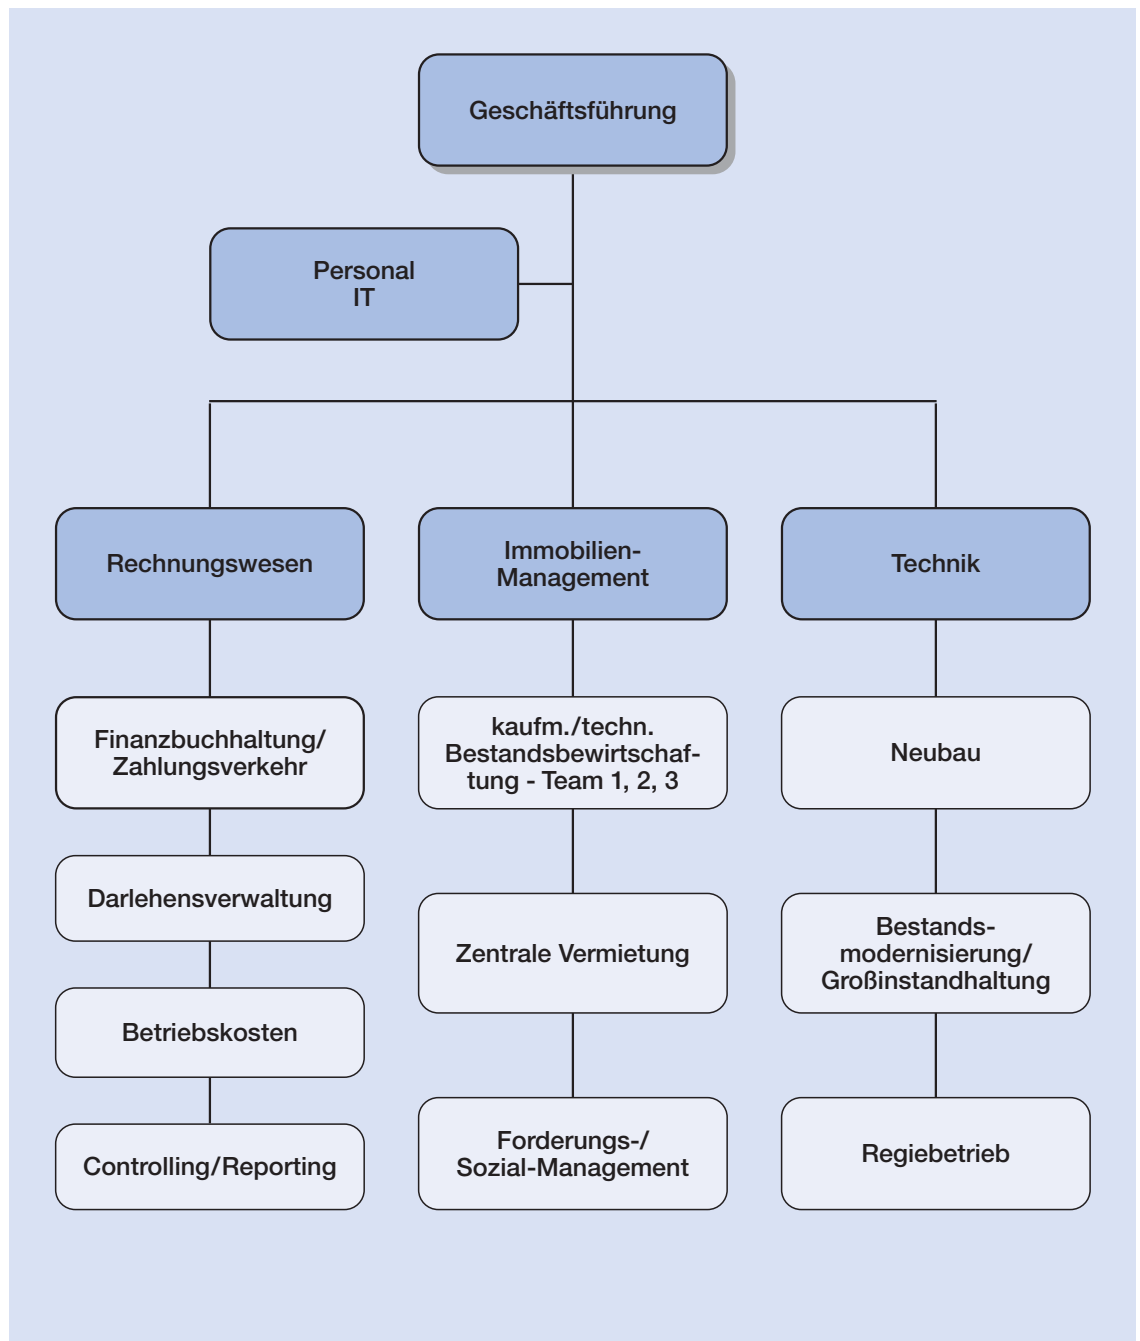 Geschäftsführung
Personal
IT
Rechnungswesen
Immobilien-
Management
Technik
Finanzbuchhaltung/
Zahlungsverkehr
Darlehensverwaltung
Betriebskosten
Controlling/Reporting
kaufm./techn.
Bestandsbewirtschaf-
tung - Team 1, 2, 3
Zentrale Vermietung
Forderungs-/
Sozial-Management
Neubau
Bestands-
modernisierung/
Großinstandhaltung
Regiebetrieb